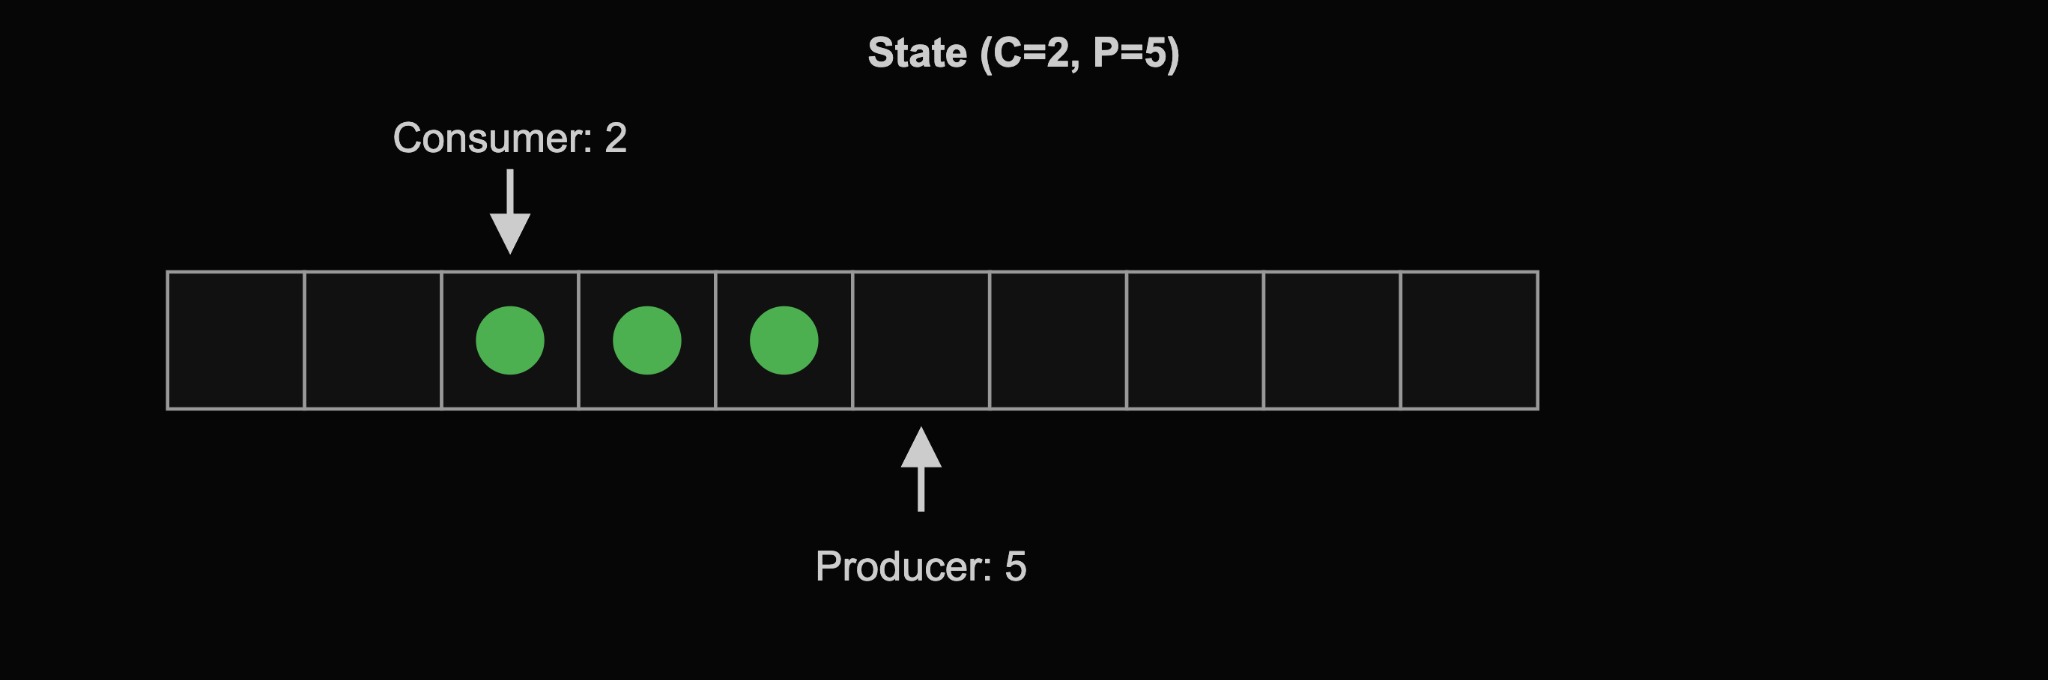 State (C=2, P=5)
Consumer: 2
Producer: 5